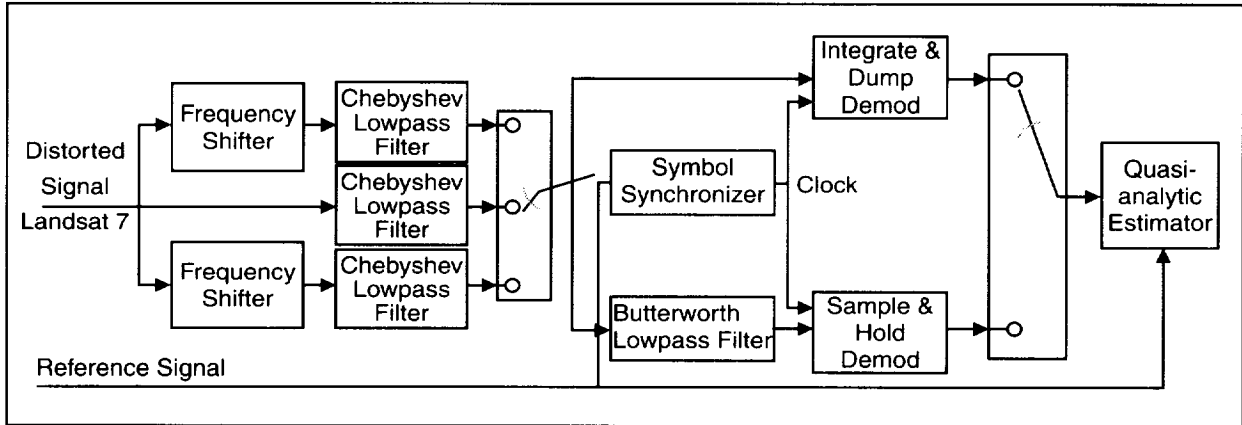 Distorted
Signal
Landsat 7
Frequency
Shifter
Frequency
Shifter
Chebyshev
Lowpass
Filter
Chebyshev
Lowpass
Filter
Chebyshev
Lowpass
Filter
Symbol
Synchronizer
Clock
Butterworth
Lowpass Filter
Integrate &
Dump
Demod
Sample &
Hold
Demod
Quasi-
analytic
Estimator
Reference Signal